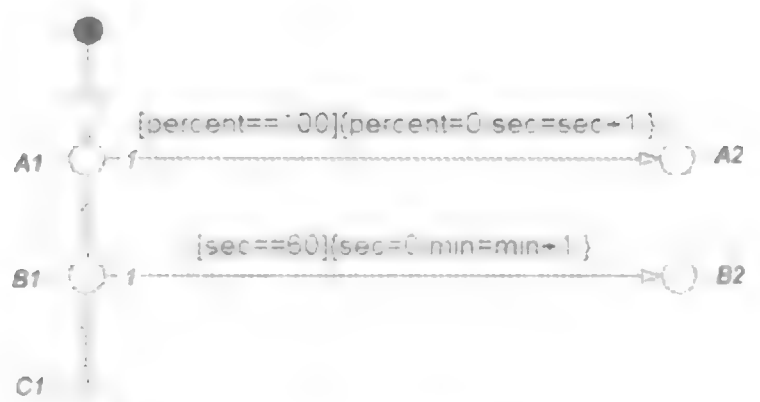 [percent==100]{percent=0 sec=sec+1 }
A1 1 A2
[sec==60]{sec=0 min=min+1 }
B1 1 B2
C1